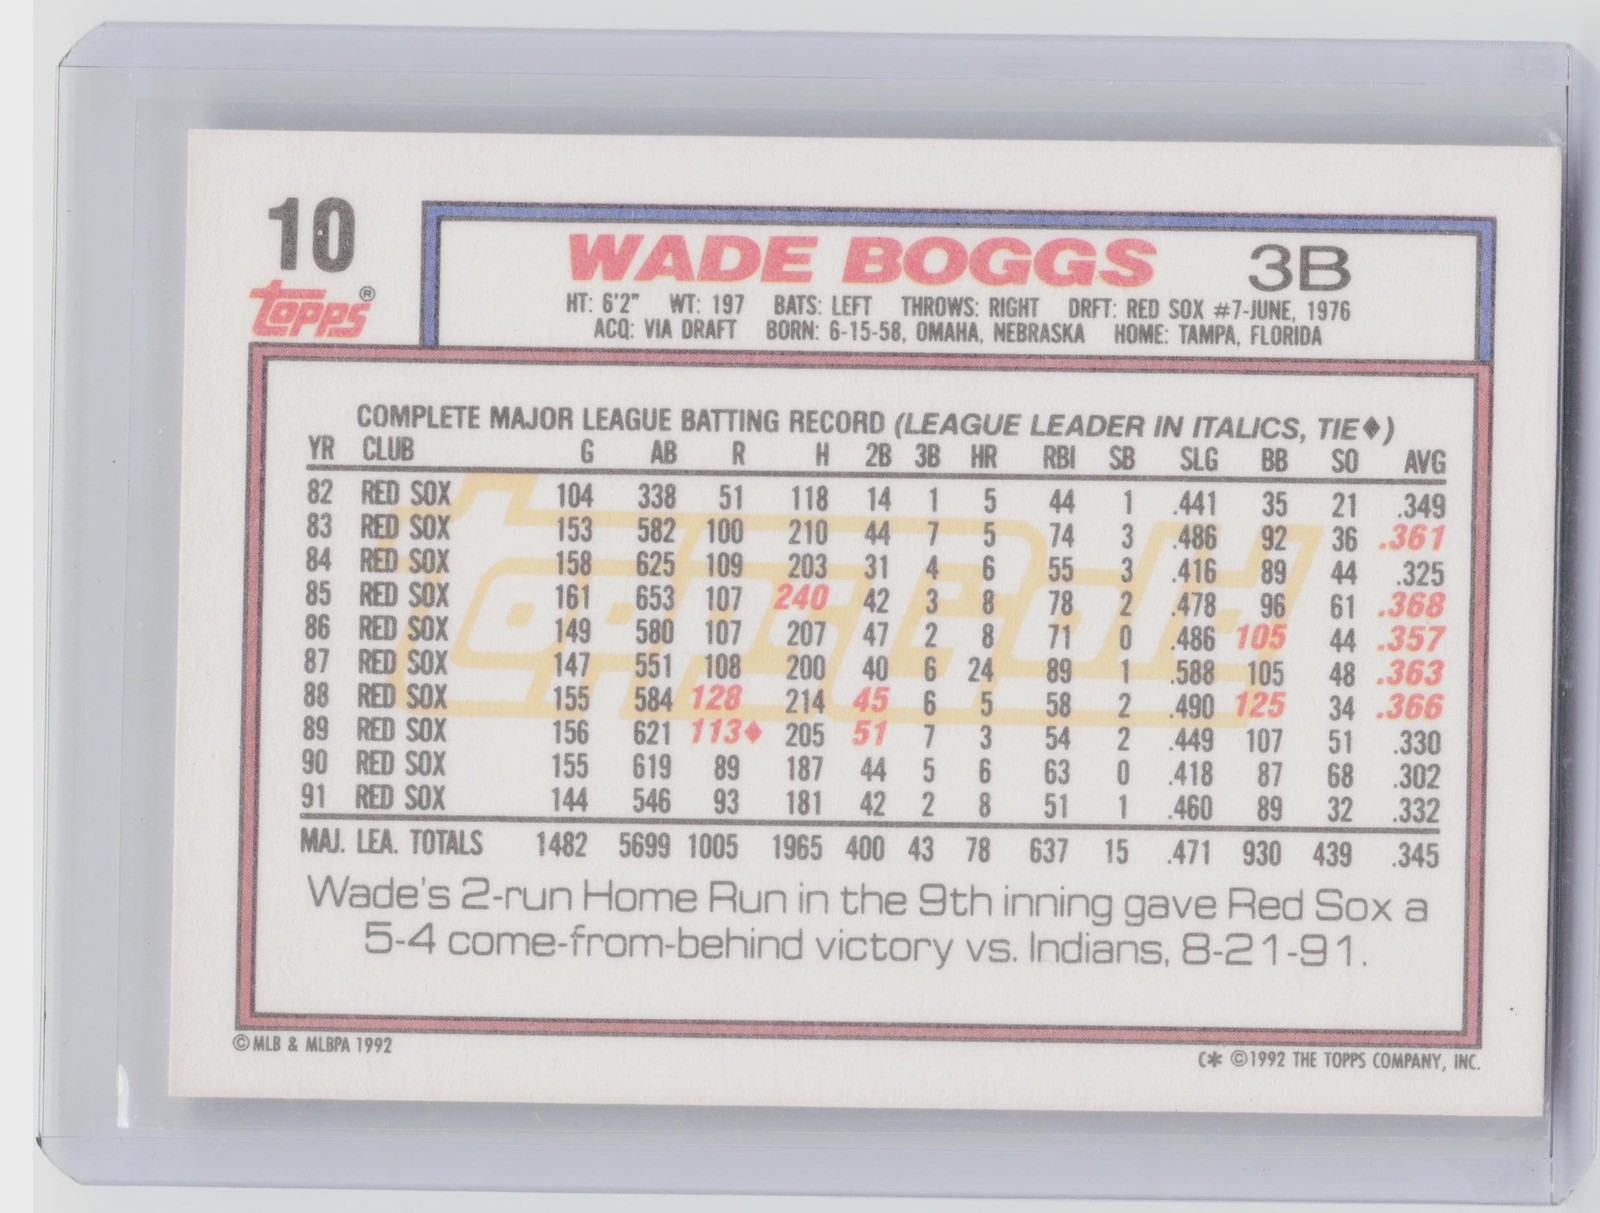 10
topps®
WADE BOGGS 3B
HT: 6'2" WT: 197 BATS: LEFT THROWS: RIGHT DRFT: RED SOX #7-JUNE, 1976
ACQ: VIA DRAFT BORN: 6-15-58, OMAHA, NEBRASKA HOME: TAMPA, FLORIDA
COMPLETE MAJOR LEAGUE BATTING RECORD (LEAGUE LEADER IN ITALICS, TIE♦)
YR CLUB G AB R H 2B 3B HR RBI SB SLG BB SO AVG
82 RED SOX 104 338 51 118 14 1 5 44 1 .441 35 21 .349
83 RED SOX 153 582 100 210 44 7 5 74 3 .486 92 36 .361
84 RED SOX 158 625 109 203 31 4 6 55 3 .416 89 44 .325
85 RED SOX 161 653 107 240 42 3 8 78 2 .478 96 61 .368
86 RED SOX 149 580 107 207 47 2 8 71 0 .486 105 44 .357
87 RED SOX 147 551 108 200 40 6 24 89 1 .588 105 48 .363
88 RED SOX 155 584 128 214 45 6 5 58 2 .490 125 34 .366
89 RED SOX 156 621 113♦ 205 51 7 3 54 2 .449 107 51 .330
90 RED SOX 155 619 89 187 44 5 6 63 0 .418 87 68 .302
91 RED SOX 144 546 93 181 42 2 8 51 1 .460 89 32 .332
MAJ. LEA. TOTALS 1482 5699 1005 1965 400 43 78 637 15 .471 930 439 .345
ToppsGold
Wade's 2-run Home Run in the 9th inning gave Red Sox a
5-4 come-from-behind victory vs. Indians, 8-21-91.
© MLB & MLBPA 1992
C* ©1992 THE TOPPS COMPANY, INC.